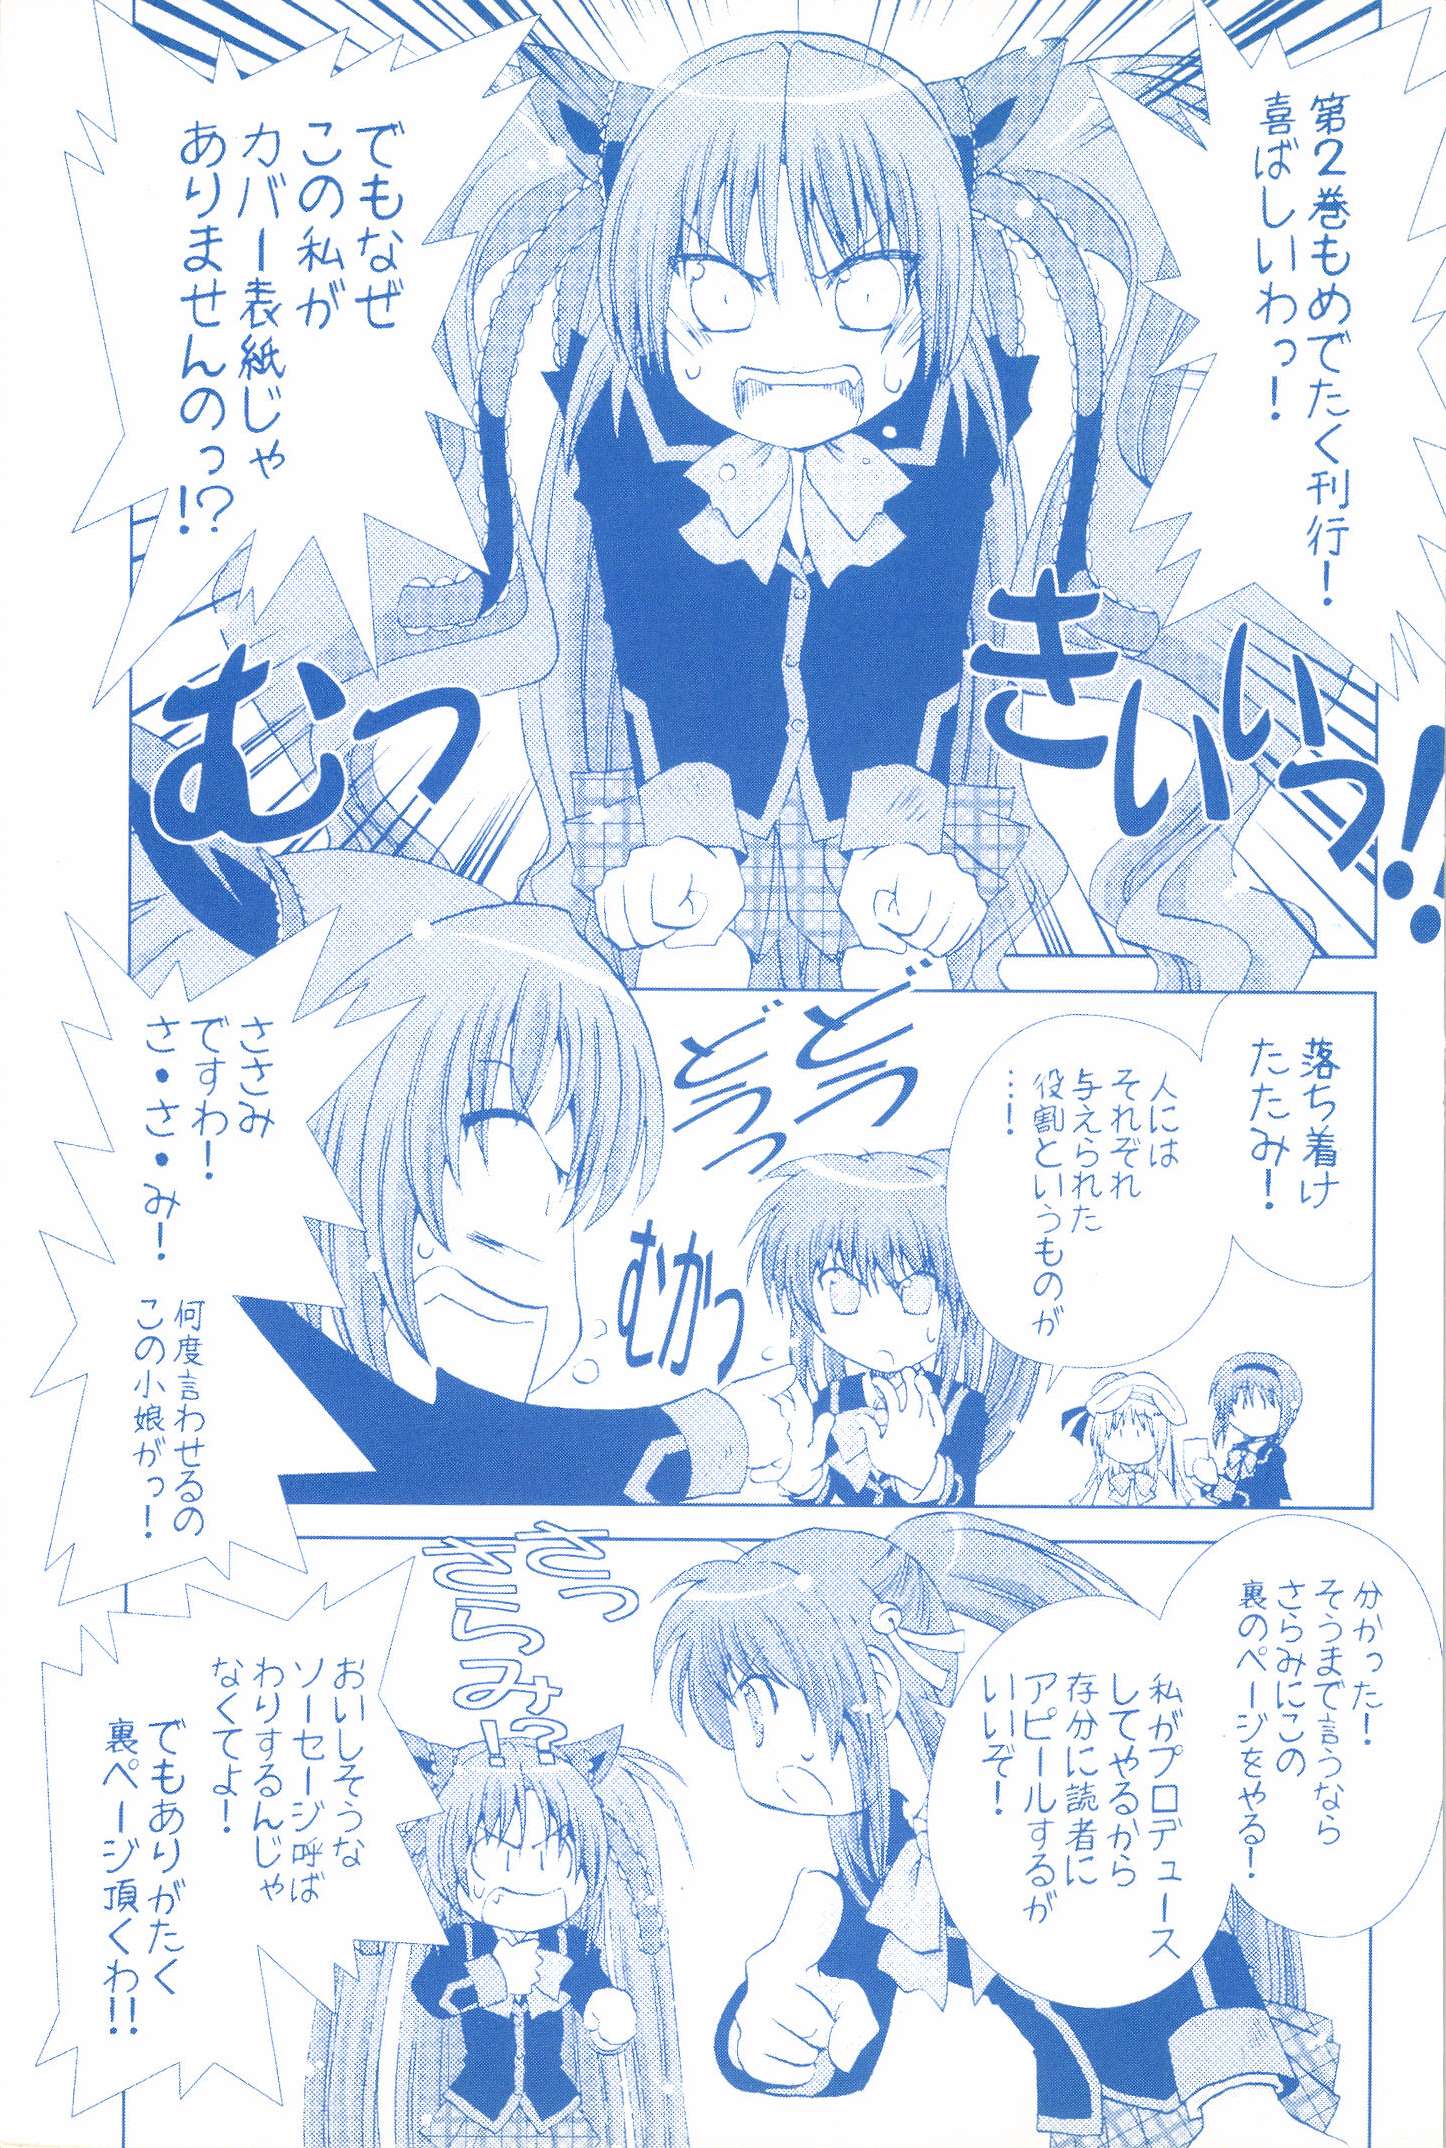 第2巻もめでたく刊行！
喜ばしいわっ！
でもなぜ
この私が
カバー表紙じゃ
ありませんのっ!?
きいいいっ!!
むっ
落ち着け
たたみ！
人には
それぞれ
与えられた
役割というものが
…！
どう
どうっ
むかっ
ささみ
ですわ！
さ・さ・み！
何度言わせるの
この小娘がっ！
分かった！
そうまで言うなら
さらみにこの
裏のページをやる！
私がプロデュース
してやるから
存分に読者に
アピールするが
いいぞ！
さっ
さらみ!?
おいしそうな
ソーセージ呼ば
わりするんじゃ
なくてよ！
でもありがたく
裏ページ頂くわ!!